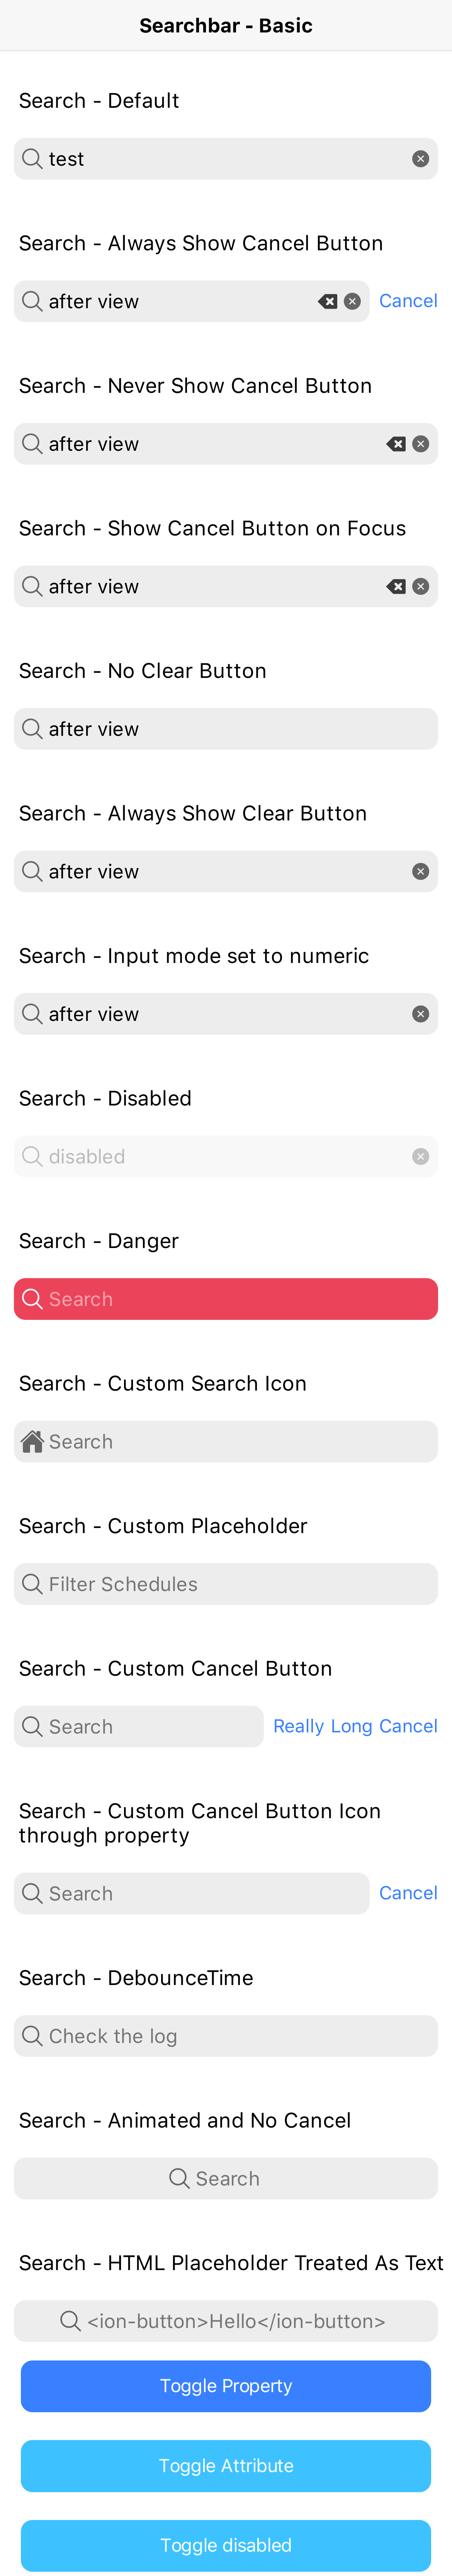 Searchbar - Basic
Search - Default
test
Search - Always Show Cancel Button
after view
Cancel
Search - Never Show Cancel Button
after view
Search - Show Cancel Button on Focus
after view
Search - No Clear Button
after view
Search - Always Show Clear Button
after view
Search - Input mode set to numeric
after view
Search - Disabled
disabled
Search - Danger
Search
Search - Custom Search Icon
Search
Search - Custom Placeholder
Filter Schedules
Search - Custom Cancel Button
Search
Really Long Cancel
Search - Custom Cancel Button Icon
through property
Search
Cancel
Search - DebounceTime
Check the log
Search - Animated and No Cancel
Search
Search - HTML Placeholder Treated As Text
<ion-button>Hello</ion-button>
Toggle Property
Toggle Attribute
Toggle disabled